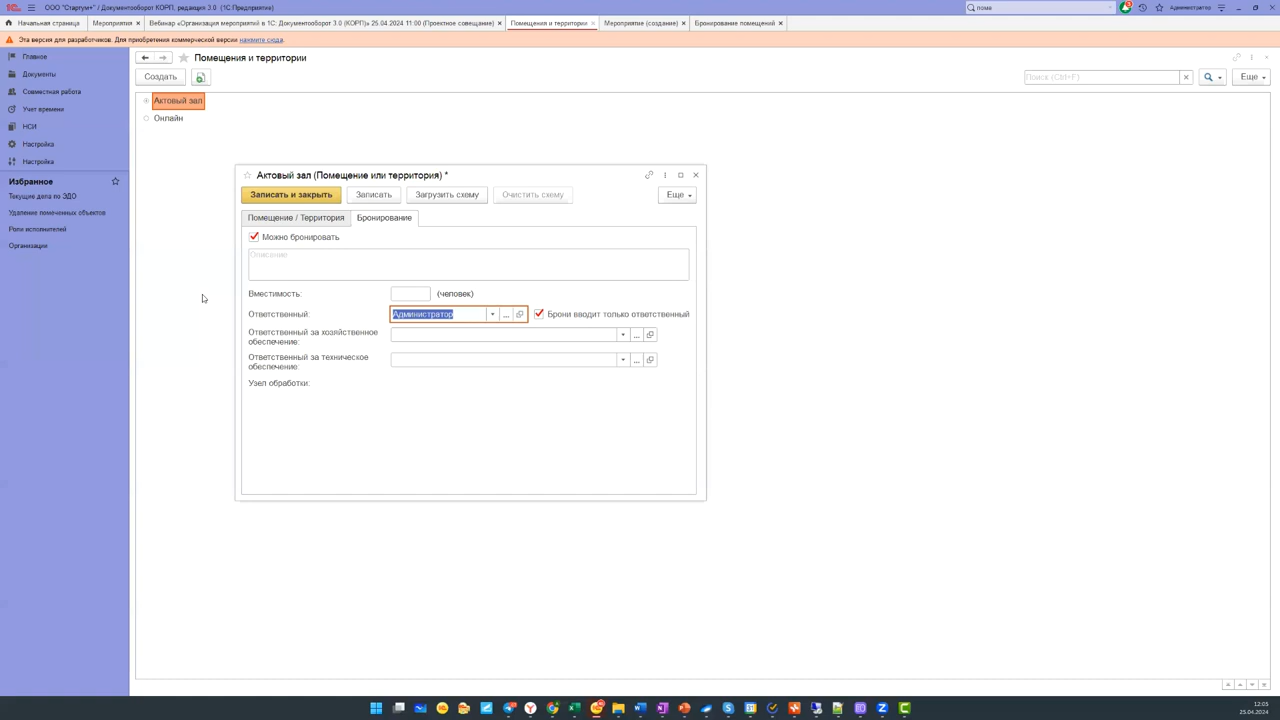 ООО "Стартум+" / Документооборот КОРП, редакция 3.0 (1С:Предприятие)
пома
Администратор
Начальная страница
Мероприятия ×
Вебинар «Организация мероприятий в 1С: Документооборот 3.0 (КОРП)» 25.04.2024 11:00 (Проектное совещание) ×
Помещения и территории ×
Мероприятие (создание) ×
Бронирование помещений ×
Эта версия для разработчиков. Для приобретения коммерческой версии нажмите сюда.
Главное
Документы
Совместная работа
Учет времени
НСИ
Настройка
Настройка
Избранное
Текущие дела по ЭДО
Удаление помеченных объектов
Роли исполнителей
Организации
Помещения и территории
Создать
Поиск (Ctrl+F)
Еще
Актовый зал
Онлайн
Актовый зал (Помещение или территория) *
Записать и закрыть
Записать
Загрузить схему
Очистить схему
Еще
Помещение / Территория
Бронирование
Можно бронировать
Описание
Вместимость:
(человек)
Ответственный:
Администратор
Брони вводит только ответственный
Ответственный за хозяйственное
обеспечение:
Ответственный за техническое
обеспечение:
Узел обработки:
12:05
25.04.2024